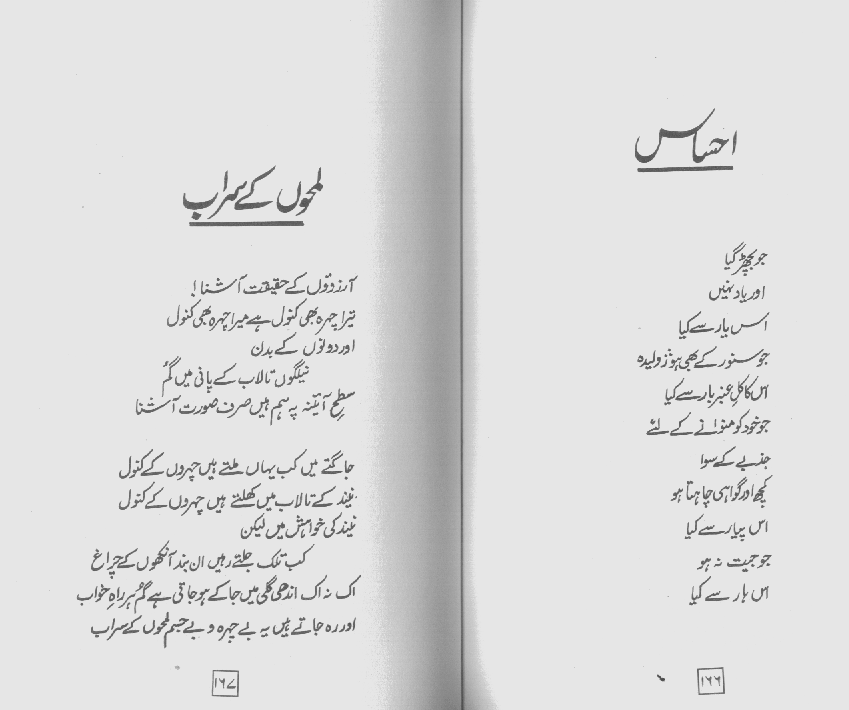 احساس
جو بچھڑ گیا
اور یاد نہیں
اس یار سے کیا
جو سنور کے بھی ہو ژولیدہ
اس کاکلِ عنبر بار سے کیا
جو خود کو منوانے کے لئے
جذبے کے سوا
کچھ اور گواہی چاہتا ہو
اس پیار سے کیا
جو جیت نہ ہو
اس ہار سے کیا
۱۶۶
لمحوں کے سراب
آرزوؤں کے حقیقت آشنا!
تیرا چہرہ بھی کنول ہے میرا چہرہ بھی کنول
اور دونوں کے بدن
نیلگوں تالاب کے پانی میں گم
سطحِ آئینہ پہ ہم ہیں صرف صورت آشنا
جاگتے میں کب یہاں ملتے ہیں چہروں کے کنول
نیند کے تالاب میں کھلتے ہیں چہروں کے کنول
نیند کی خواہش میں لیکن
کب تلک جلتے رہیں ان بند آنکھوں کے چراغ
اک نہ اک اندھی گلی میں جا کے ہو جاتی ہے گم ہر راہِ خواب
اور رہ جاتے ہیں یہ بے چہرہ و بے جسم لمحوں کے سراب
۱۶۷